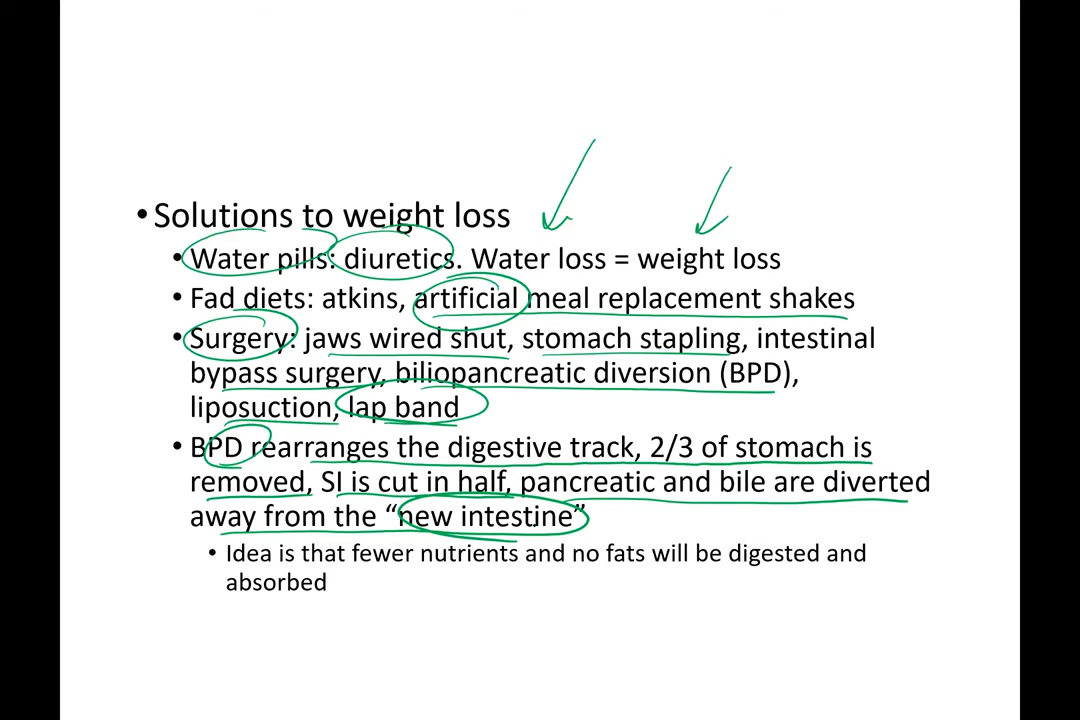 • Solutions to weight loss
• Water pills: diuretics. Water loss = weight loss
• Fad diets: atkins, artificial meal replacement shakes
• Surgery: jaws wired shut, stomach stapling, intestinal
bypass surgery, biliopancreatic diversion (BPD),
liposuction, lap band
• BPD rearranges the digestive track, 2/3 of stomach is
removed, SI is cut in half, pancreatic and bile are diverted
away from the “new intestine”
• Idea is that fewer nutrients and no fats will be digested and
absorbed